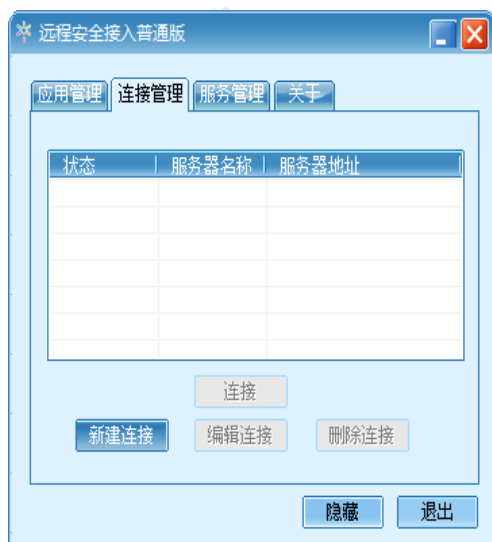 远程安全接入普通版
应用管理 连接管理 服务管理 关于
状态 服务器名称 服务器地址
连接
新建连接 编辑连接 删除连接
隐藏 退出